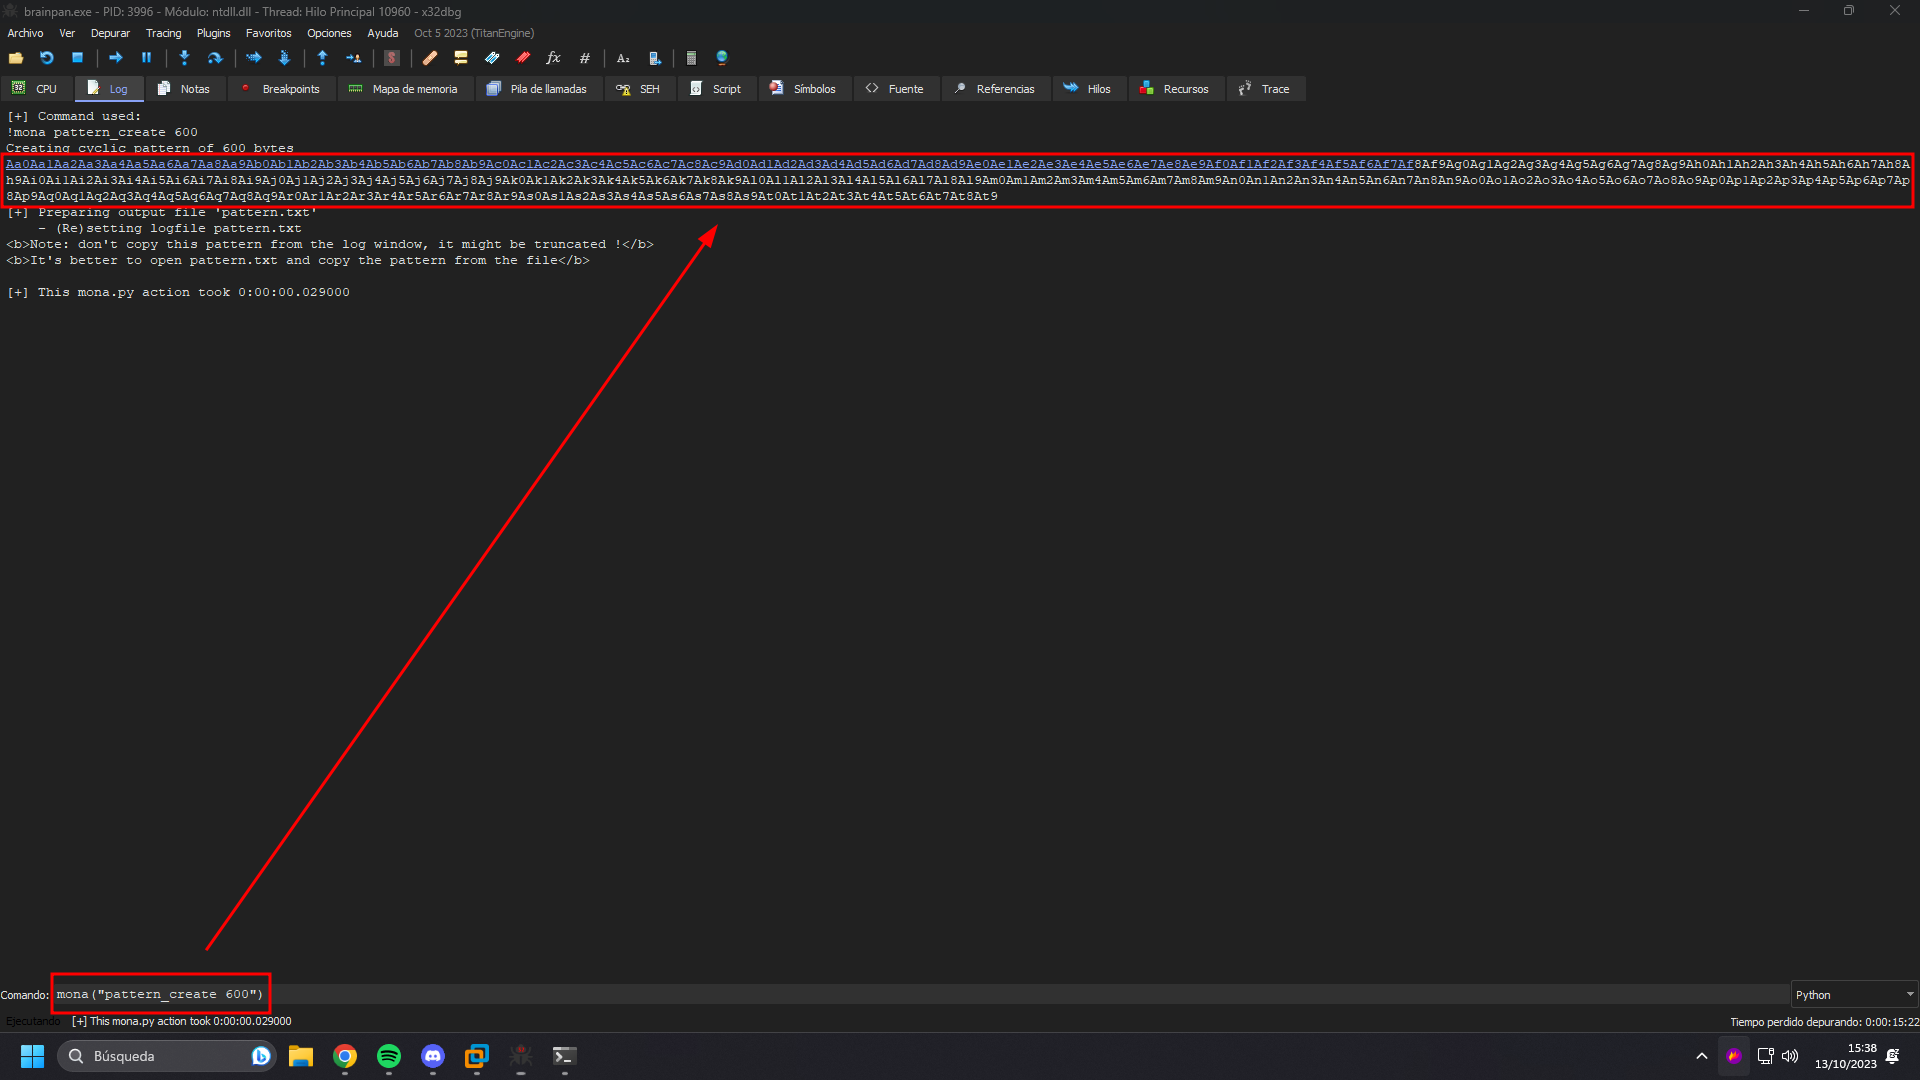 brainpan.exe - PID: 3996 - Módulo: ntdll.dll - Thread: Hilo Principal 10960 - x32dbg
Archivo Ver Depurar Tracing Plugins Favoritos Opciones Ayuda Oct 5 2023 (TitanEngine)
CPU Log Notas Breakpoints Mapa de memoria Pila de llamadas SEH Script Símbolos Fuente Referencias Hilos Recursos Trace
[+] Command used:
!mona pattern_create 600
Creating cyclic pattern of 600 bytes
Aa0Aa1Aa2Aa3Aa4Aa5Aa6Aa7Aa8Aa9Ab0Ab1Ab2Ab3Ab4Ab5Ab6Ab7Ab8Ab9Ac0Ac1Ac2Ac3Ac4Ac5Ac6Ac7Ac8Ac9Ad0Ad1Ad2Ad3Ad4Ad5Ad6Ad7Ad8Ad9Ae0Ae1Ae2Ae3Ae4Ae5Ae6Ae7Ae8Ae9Af0Af1Af2Af3Af4Af5Af6Af7Af8Af9Ag0Ag1Ag2Ag3Ag4Ag5Ag6Ag7Ag8Ag9Ah0Ah1Ah2Ah3Ah4Ah5Ah6Ah7Ah8A
h9Ai0Ai1Ai2Ai3Ai4Ai5Ai6Ai7Ai8Ai9Aj0Aj1Aj2Aj3Aj4Aj5Aj6Aj7Aj8Aj9Ak0Ak1Ak2Ak3Ak4Ak5Ak6Ak7Ak8Ak9Al0Al1Al2Al3Al4Al5Al6Al7Al8Al9Am0Am1Am2Am3Am4Am5Am6Am7Am8Am9An0An1An2An3An4An5An6An7An8An9Ao0Ao1Ao2Ao3Ao4Ao5Ao6Ao7Ao8Ao9Ap0Ap1Ap2Ap3Ap4Ap5Ap6Ap7Ap
8Ap9Aq0Aq1Aq2Aq3Aq4Aq5Aq6Aq7Aq8Aq9Ar0Ar1Ar2Ar3Ar4Ar5Ar6Ar7Ar8Ar9As0As1As2As3As4As5As6As7As8As9At0At1At2At3At4At5At6At7At8At9
[+] Preparing output file 'pattern.txt'
- (Re)setting logfile pattern.txt
<b>Note: don't copy this pattern from the log window, it might be truncated !</b>
<b>It's better to open pattern.txt and copy the pattern from the file</b>
[+] This mona.py action took 0:00:00.029000
Comando: mona("pattern_create 600") Python
Ejecutando [+] This mona.py action took 0:00:00.029000 Tiempo perdido depurando: 0:00:15:22
Búsqueda
15:38
13/10/2023